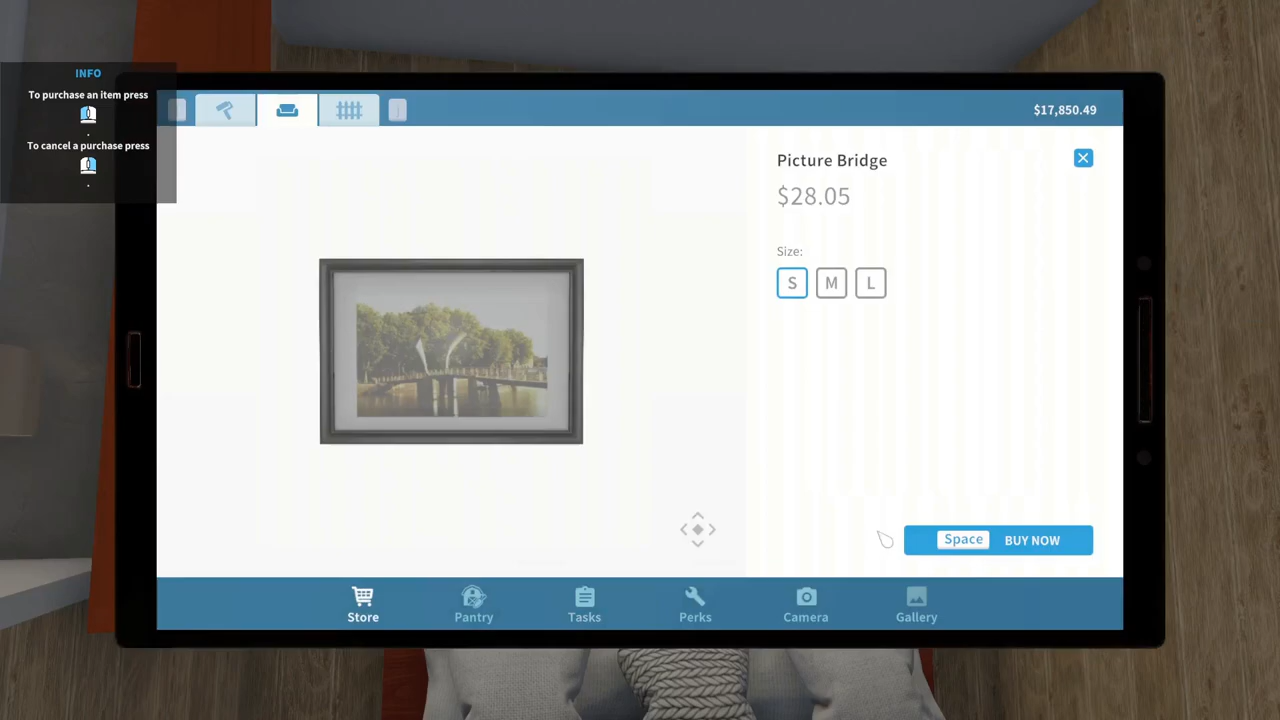 INFO
To purchase an item press
.
To cancel a purchase press
.
$17,850.49
Picture Bridge
$28.05
Size:
S M L
Space BUY NOW
Store Pantry Tasks Perks Camera Gallery